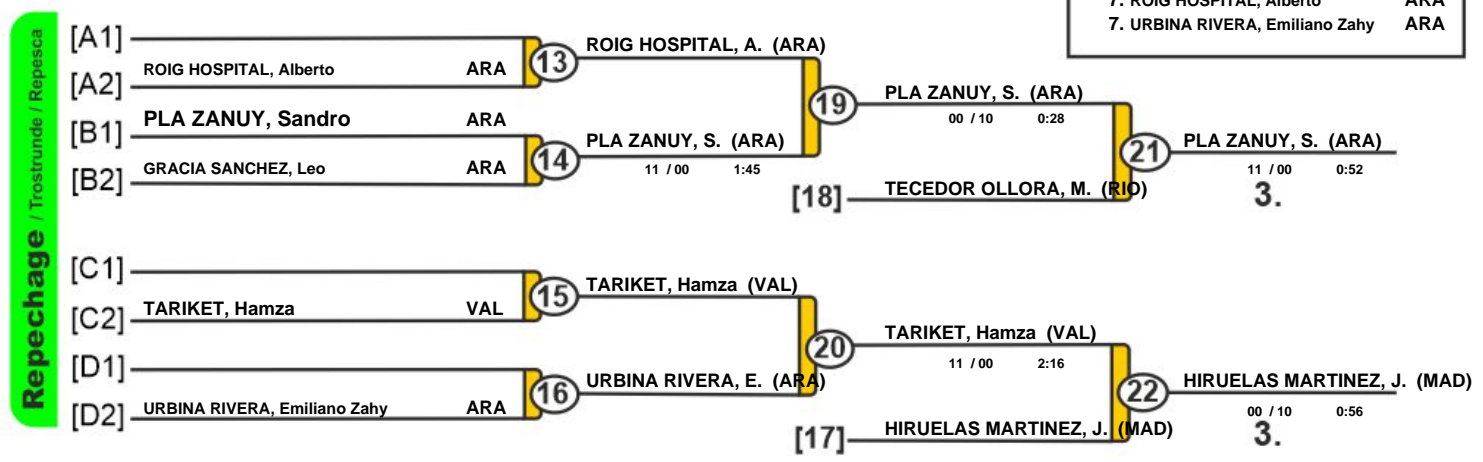 7. ROIG HOSPITAL, Alberto ARA
7. URBINA RIVERA, Emiliano Zahy ARA
Repechage / Trostrunde / Repesca
[A1]
[A2] ROIG HOSPITAL, Alberto ARA
13
ROIG HOSPITAL, A. (ARA)
[B1] PLA ZANUY, Sandro ARA
[B2] GRACIA SANCHEZ, Leo ARA
14
PLA ZANUY, S. (ARA)
11 / 00 1:45
19
PLA ZANUY, S. (ARA)
00 / 10 0:28
[18] TECEDOR OLLORA, M. (RIO)
21
PLA ZANUY, S. (ARA)
11 / 00 0:52
3.
[C1]
[C2] TARIKET, Hamza VAL
15
TARIKET, Hamza (VAL)
[D1]
[D2] URBINA RIVERA, Emiliano Zahy ARA
16
URBINA RIVERA, E. (ARA)
20
TARIKET, Hamza (VAL)
11 / 00 2:16
[17] HIRUELAS MARTINEZ, J. (MAD)
22
HIRUELAS MARTINEZ, J. (MAD)
00 / 10 0:56
3.